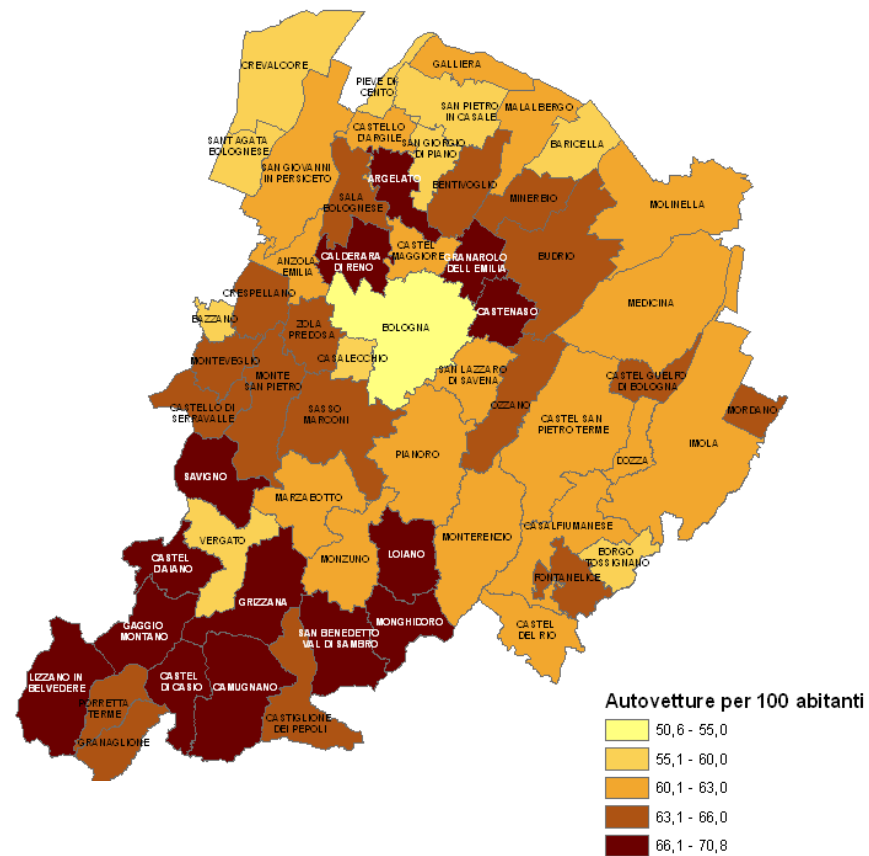 CREVALCORE
GALLIERA
PIEVE DI
CENTO
SAN PIETRO
IN CASALE
MALALBERGO
SANT'AGATA
BOLOGNESE
CASTELLO
D'ARGILE
SAN GIORGIO
DI PIANO
BARICELLA
SAN GIOVANNI
IN PERSICETO
ARGELATO
BENTIVOGLIO
SALA
BOLOGNESE
MINERBIO
MOLINELLA
CASTEL
MAGGIORE
CALDERARA
DI RENO
GRANAROLO
DELL EMILIA
BUDRIO
ANZOLA
EMILIA
CRESPELLANO
MEDICINA
BAZZANO
ZOLA
PREDOSA
BOLOGNA
CASTENASO
CASALECCHIO
MONTEVEGLIO
MONTE
SAN PIETRO
SAN LAZZARO
DI SAVENA
CASTEL GUELFO
DI BOLOGNA
OZZANO
CASTELLO DI
SERRAVALLE
SASSO
MARCONI
CASTEL SAN
PIETRO TERME
MORDANO
IMOLA
PIANORO
DOZZA
SAVIGNO
MARZABOTTO
CASALFIUMANESE
VERGATO
MONTERENZIO
BORGO
TOSSIGNANO
LOIANO
MONZUNO
CASTEL
D'AIANO
FONTANELICE
GRIZZANA
GAGGIO
MONTANO
MONGHIDORO
SAN BENEDETTO
VAL DI SAMBRO
CASTEL
DEL RIO
LIZZANO IN
BELVEDERE
CASTEL
DI CASIO
CAMUGNANO
PORRETTA
TERME
CASTIGLIONE
DEI PEPOLI
GRANAGLIONE
Autovetture per 100 abitanti
50,6 - 55,0
55,1 - 60,0
60,1 - 63,0
63,1 - 66,0
66,1 - 70,8